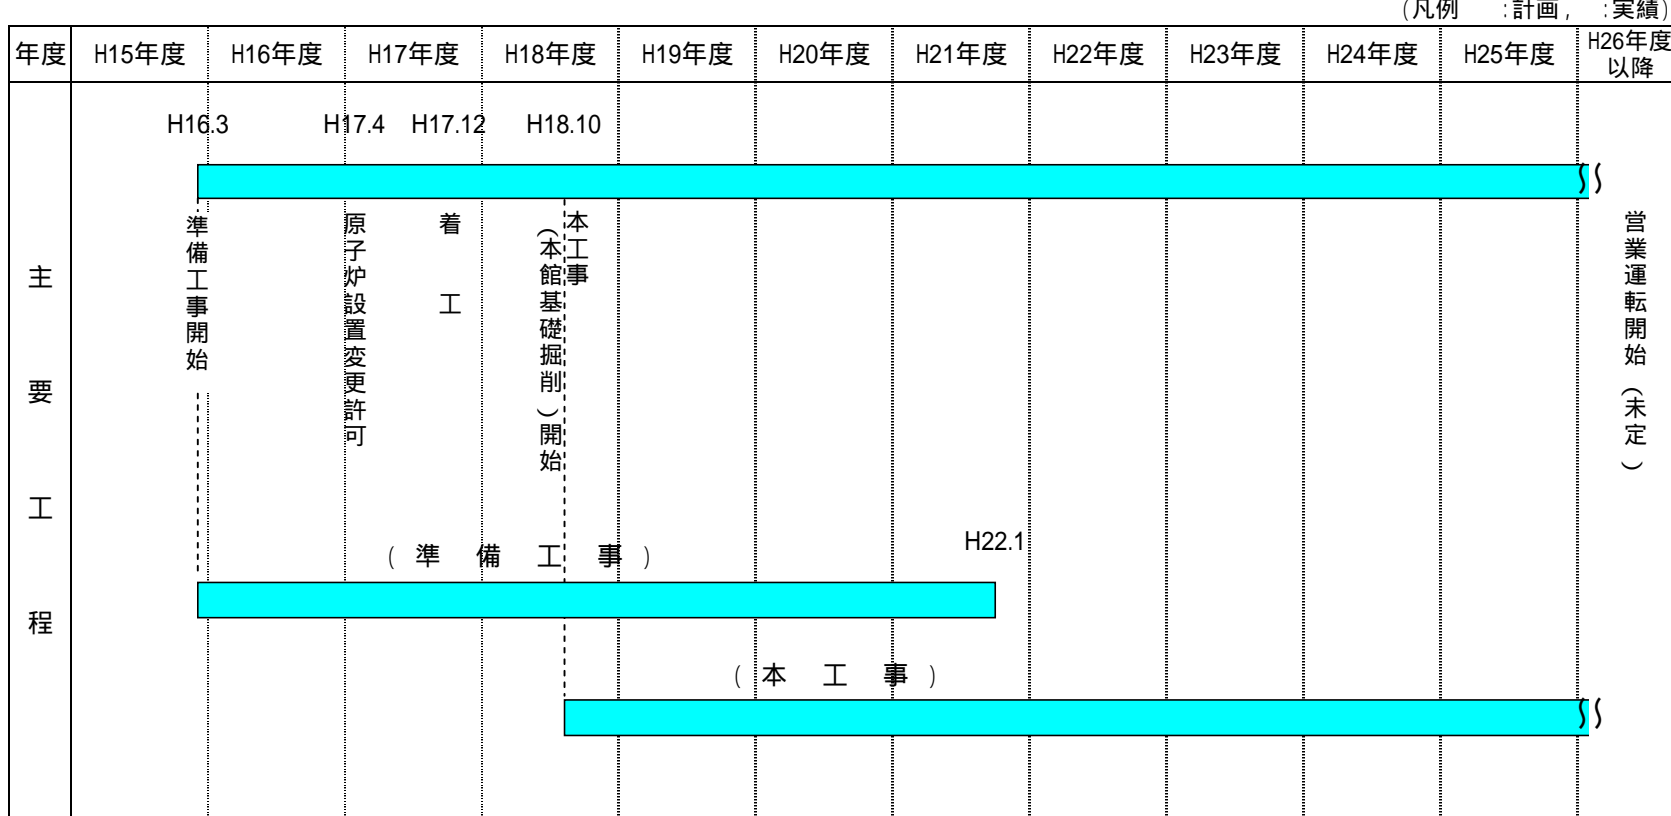 (凡例 :計画, :実績)
年度 H15年度 H16年度 H17年度 H18年度 H19年度 H20年度 H21年度 H22年度 H23年度 H24年度 H25年度 H26年度以降
H16.3 H17.4 H17.12 H18.10
主要工程
準備工事開始
原子炉設置変更許可
着工
本工事
(本館基礎掘削)開始
営業運転開始(未定)
H22.1
(準備工事)
(本工事)